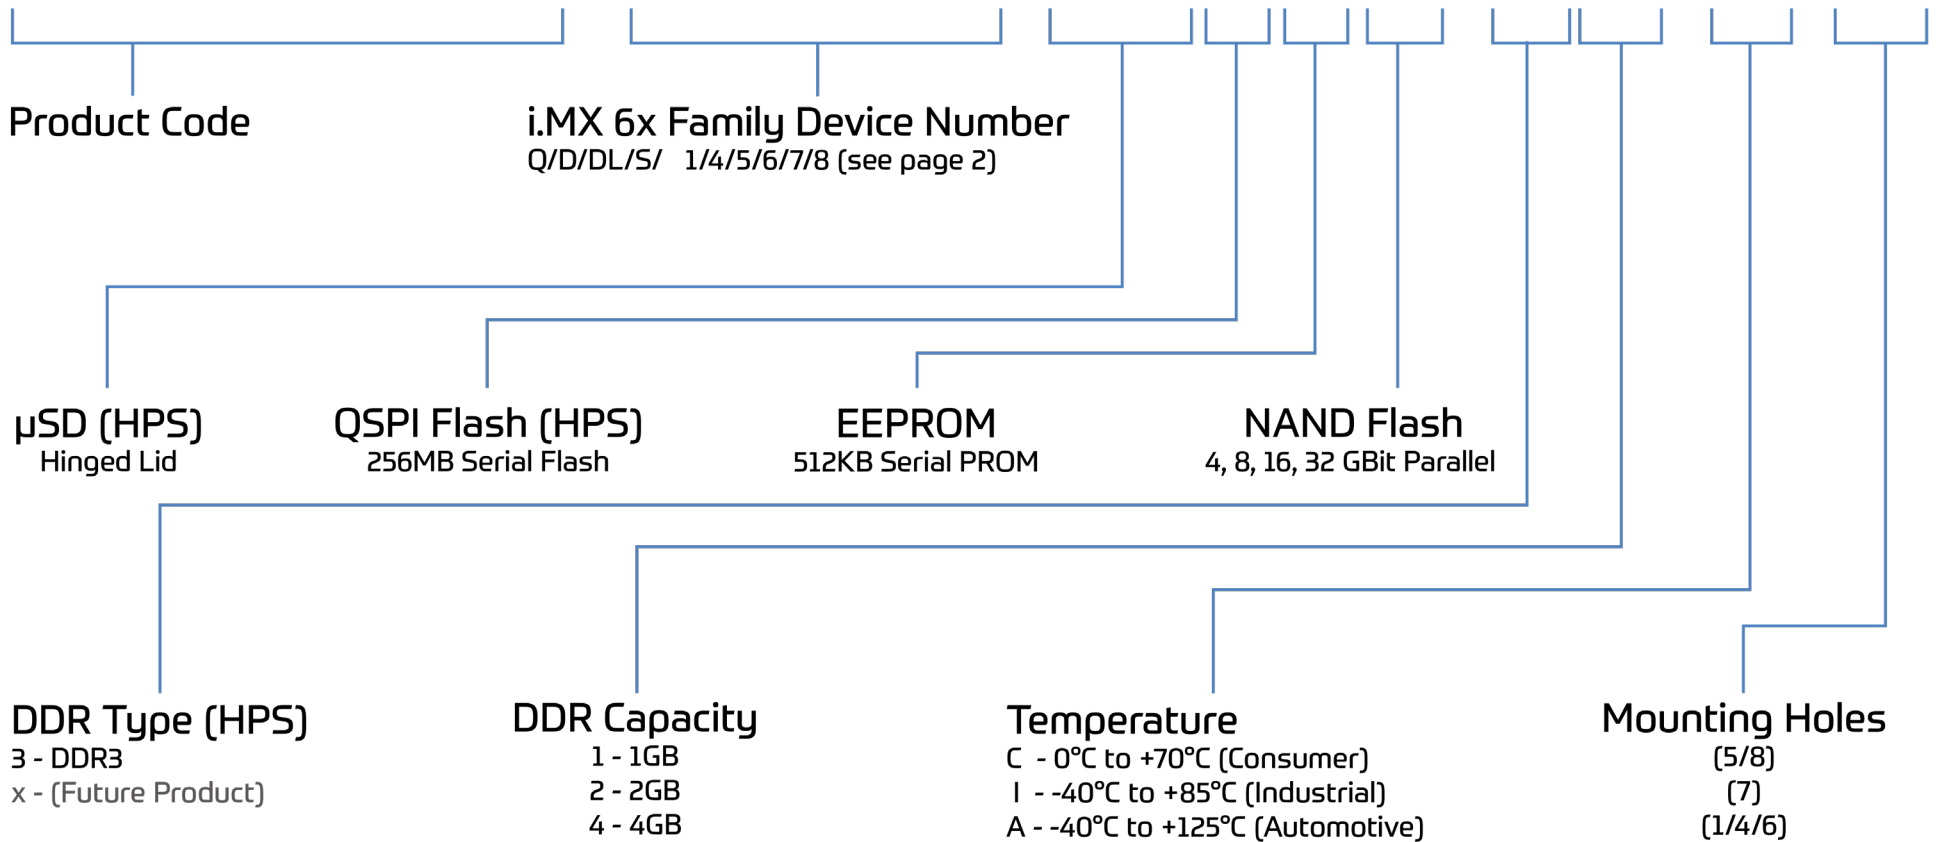 Product Code
i.MX 6x Family Device Number
Q/D/DL/S/ 1/4/5/6/7/8 (see page 2)
µSD (HPS)
Hinged Lid
QSPI Flash (HPS)
256MB Serial Flash
EEPROM
512KB Serial PROM
NAND Flash
4, 8, 16, 32 GBit Parallel
DDR Type (HPS)
3 - DDR3
x - (Future Product)
DDR Capacity
1 - 1GB
2 - 2GB
4 - 4GB
Temperature
C - 0°C to +70°C (Consumer)
I - -40°C to +85°C (Industrial)
A - -40°C to +125°C (Automotive)
Mounting Holes
(5/8)
(7)
(1/4/6)